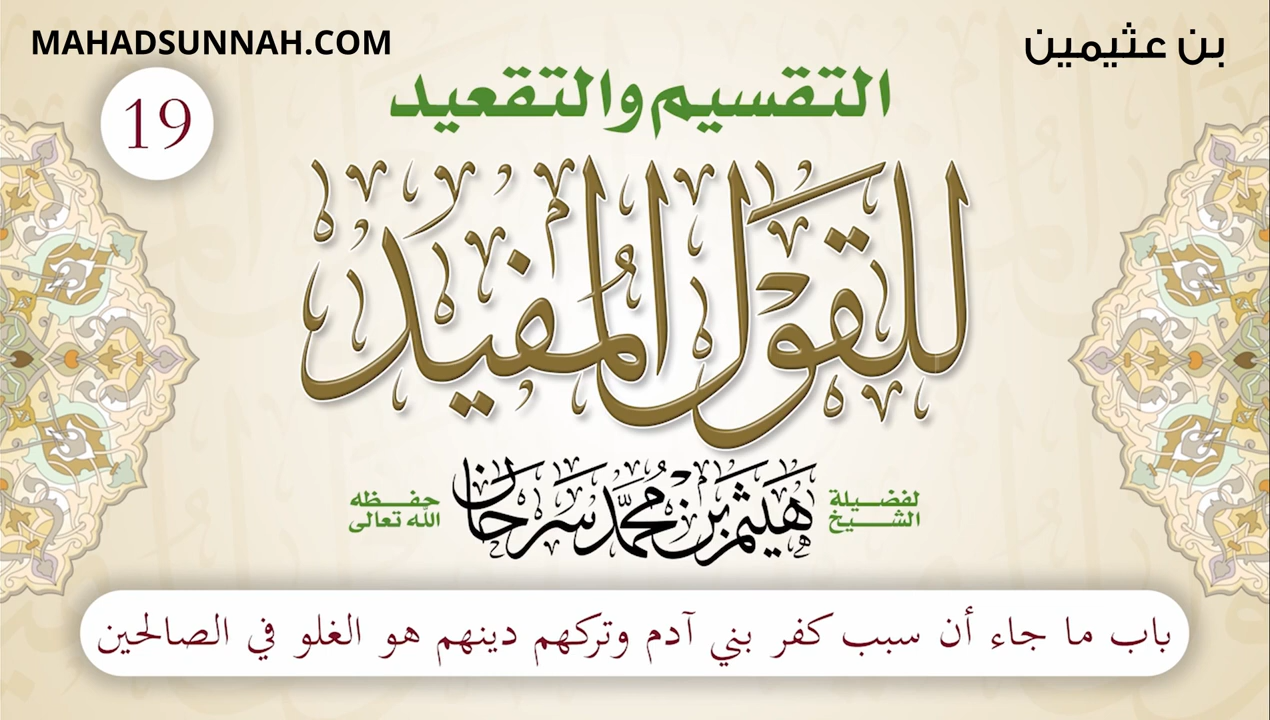 MAHADSUNNAH.COM
بن عثيمين
19
التقسيم والتقعيد
للقول المفيد
لفضيلة الشيخ
هيثم بن محمد سرحان
حفظه الله تعالى
باب ما جاء أن سبب كفر بني آدم وتركهم دينهم هو الغلو في الصالحين